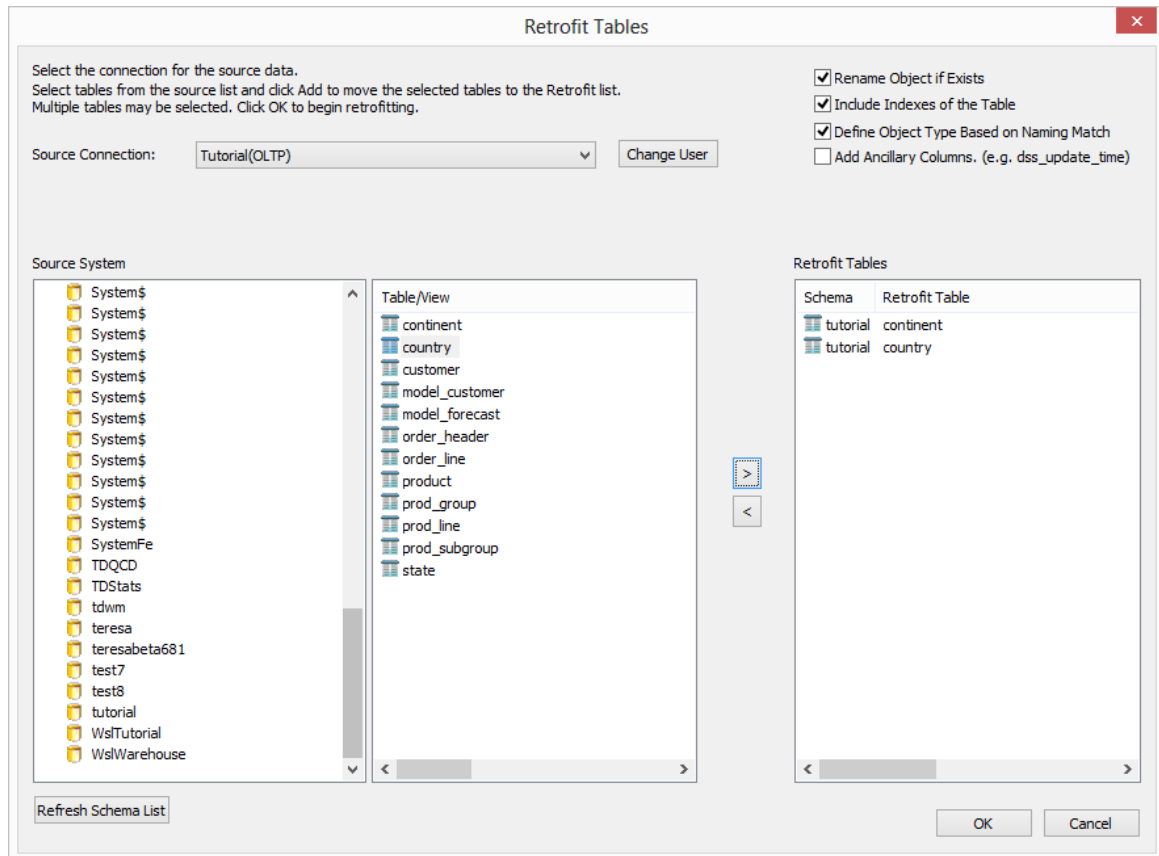 Retrofit Tables
Select the connection for the source data.
Select tables from the source list and click Add to move the selected tables to the Retrofit list.
Multiple tables may be selected. Click OK to begin retrofitting.
Rename Object if Exists
Include Indexes of the Table
Define Object Type Based on Naming Match
Add Ancillary Columns. (e.g. dss_update_time)
Source Connection:
Tutorial(OLTP)
Change User
Source System
System$
System$
System$
System$
System$
System$
System$
System$
System$
System$
System$
System$
SystemFe
TDQCD
TDStats
tdwm
teresa
teresabeta681
test7
test8
tutorial
WslTutorial
WslWarehouse
Table/View
continent
country
customer
model_customer
model_forecast
order_header
order_line
product
prod_group
prod_line
prod_subgroup
state
>
<
Retrofit Tables
Schema Retrofit Table
tutorial continent
tutorial country
Refresh Schema List
OK
Cancel